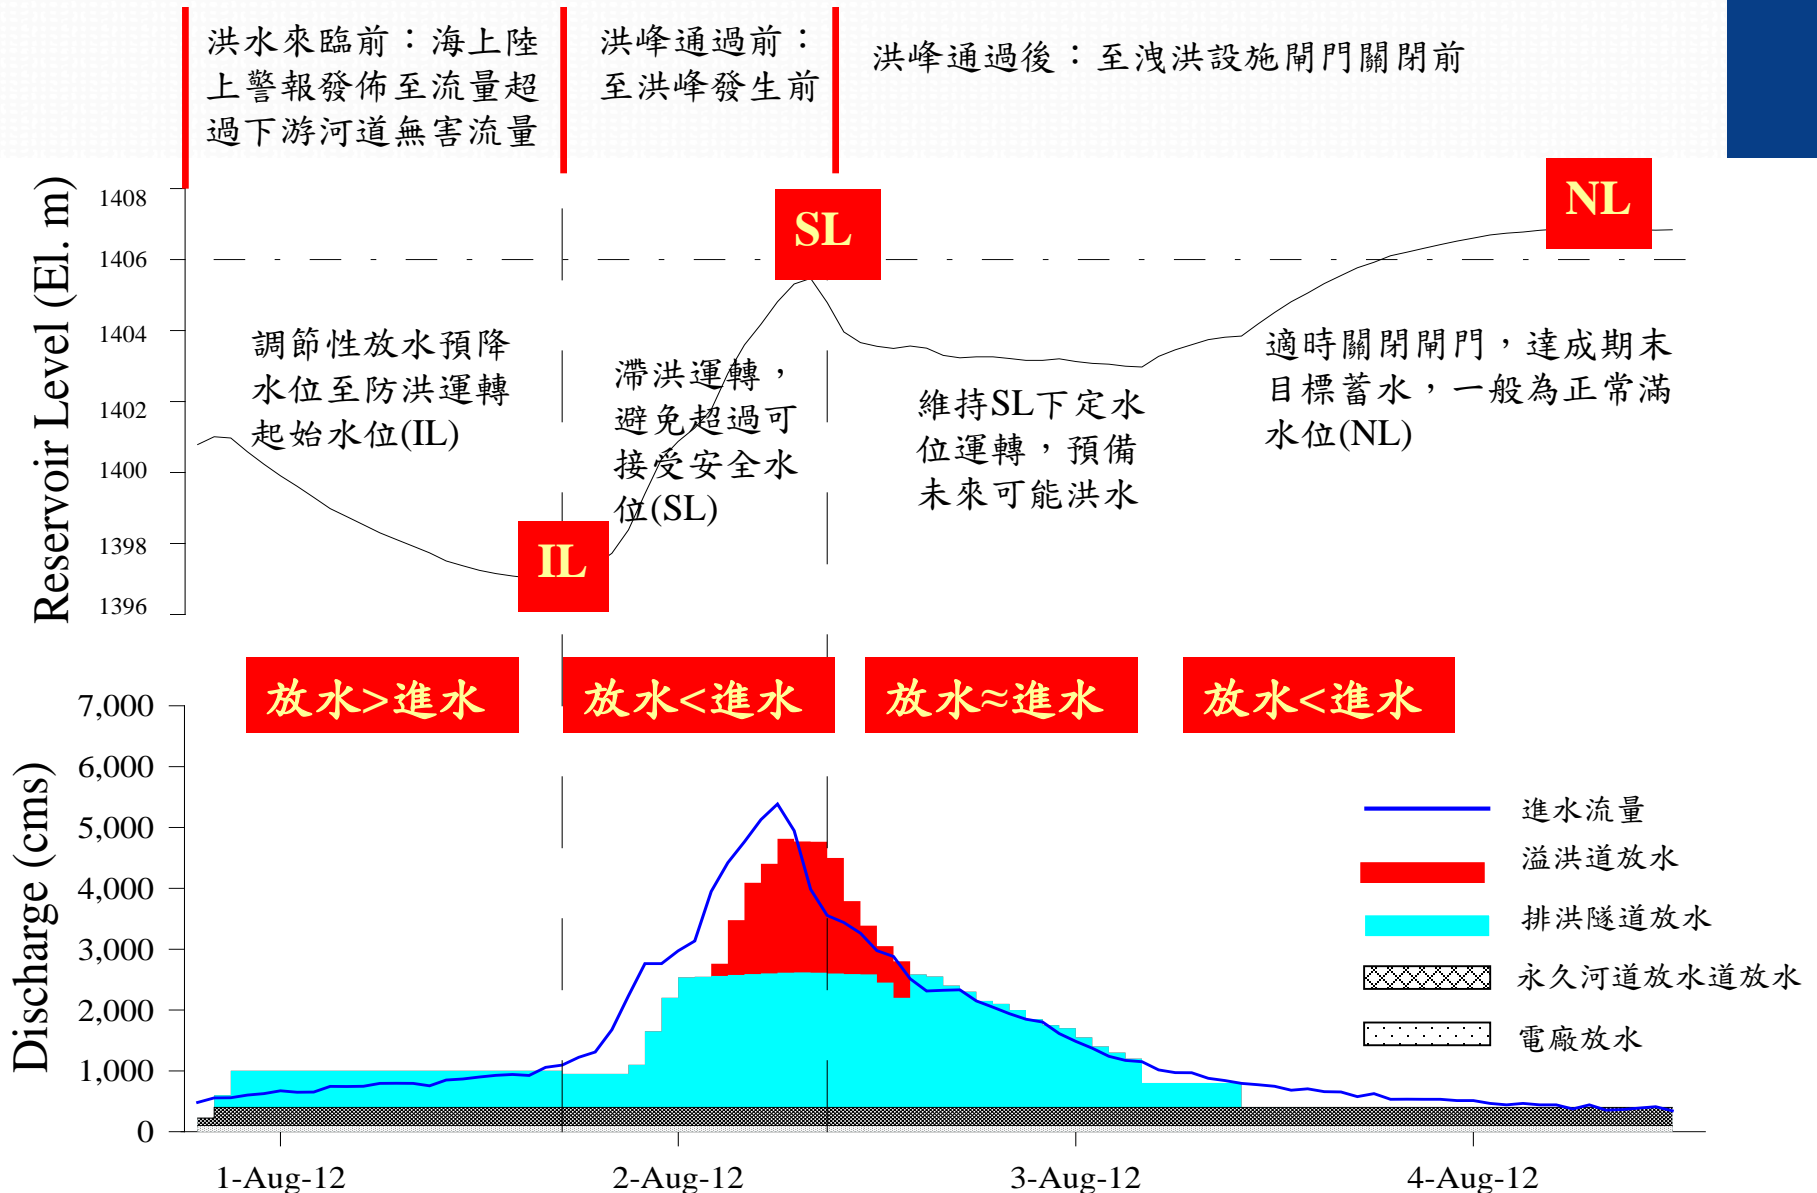 洪水來臨前：海上陸
上警報發佈至流量超
過下游河道無害流量
洪峰通過前：
至洪峰發生前
洪峰通過後：至洩洪設施閘門關閉前
Reservoir Level (El. m)
1408
1406
1404
1402
1400
1398
1396
SL
NL
IL
調節性放水預降
水位至防洪運轉
起始水位(IL)
滯洪運轉，
避免超過可
接受安全水
位(SL)
維持SL下定水
位運轉，預備
未來可能洪水
適時關閉閘門，達成期末
目標蓄水，一般為正常滿
水位(NL)
放水>進水
放水<進水
放水≈進水
放水<進水
Discharge (cms)
7,000
6,000
5,000
4,000
3,000
2,000
1,000
0
進水流量
溢洪道放水
排洪隧道放水
永久河道放水道放水
電廠放水
1-Aug-12
2-Aug-12
3-Aug-12
4-Aug-12